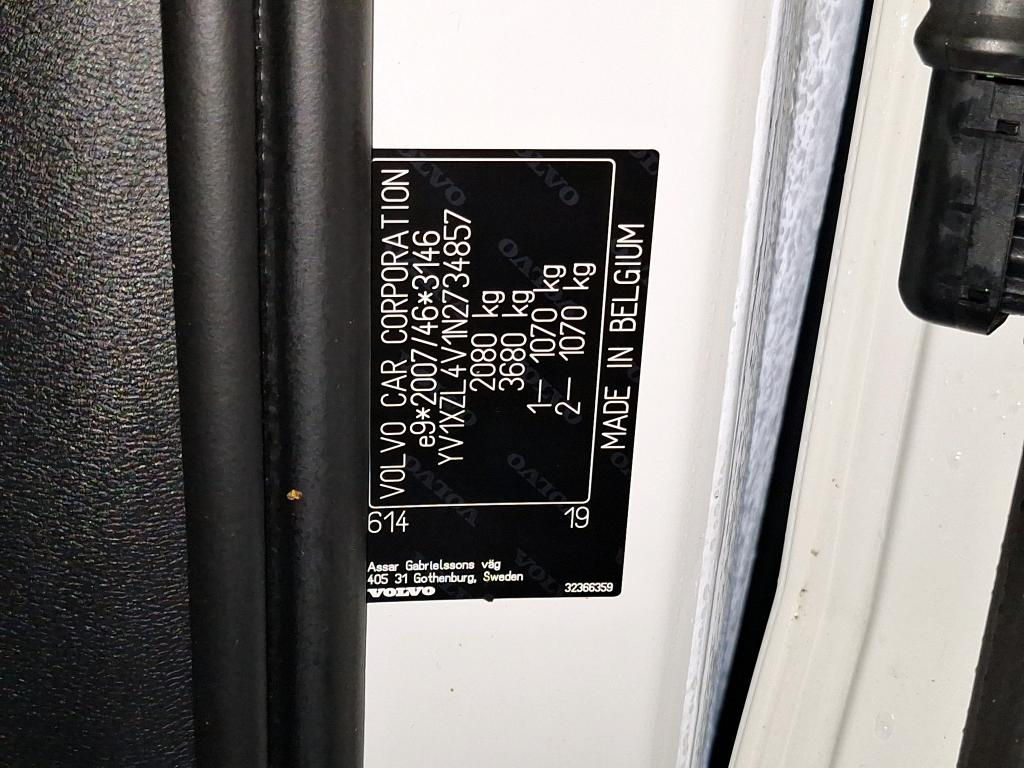 VOLVO CAR CORPORATION
e9*2007/46*3146
YV1XZL4V1N2734857
2080 kg
3680 kg
1— 1070 kg
2— 1070 kg
MADE IN BELGIUM
614
19
Assar Gabrielssons väg
405 31 Gothenburg, Sweden
VOLVO
32366359